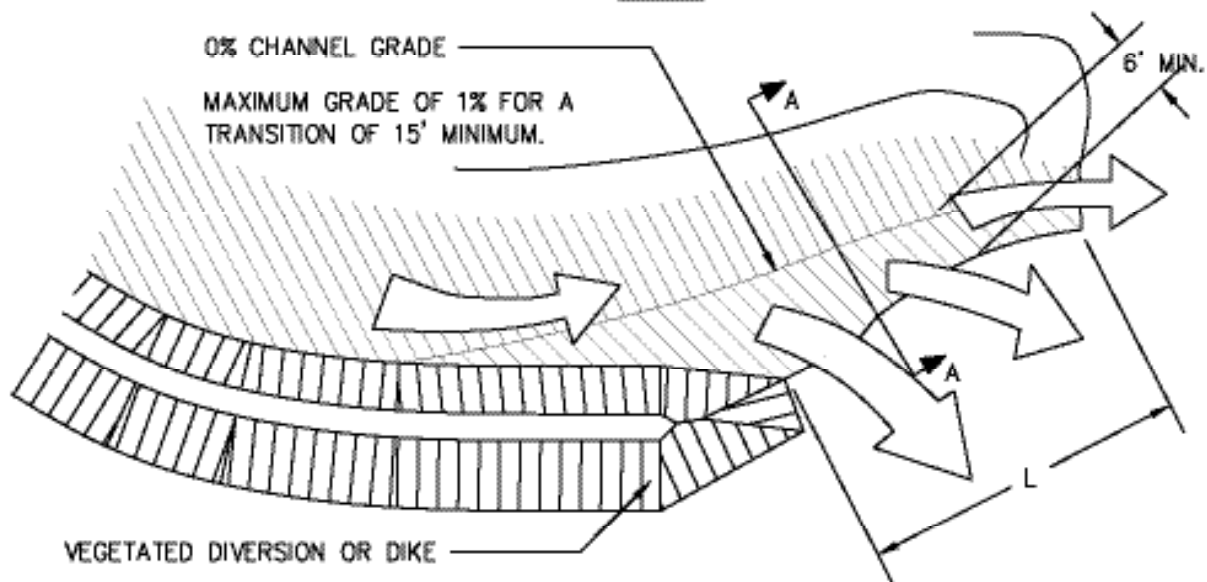 0% CHANNEL GRADE
MAXIMUM GRADE OF 1% FOR A
TRANSITION OF 15' MINIMUM.
6' MIN.
A
A
L
VEGETATED DIVERSION OR DIKE